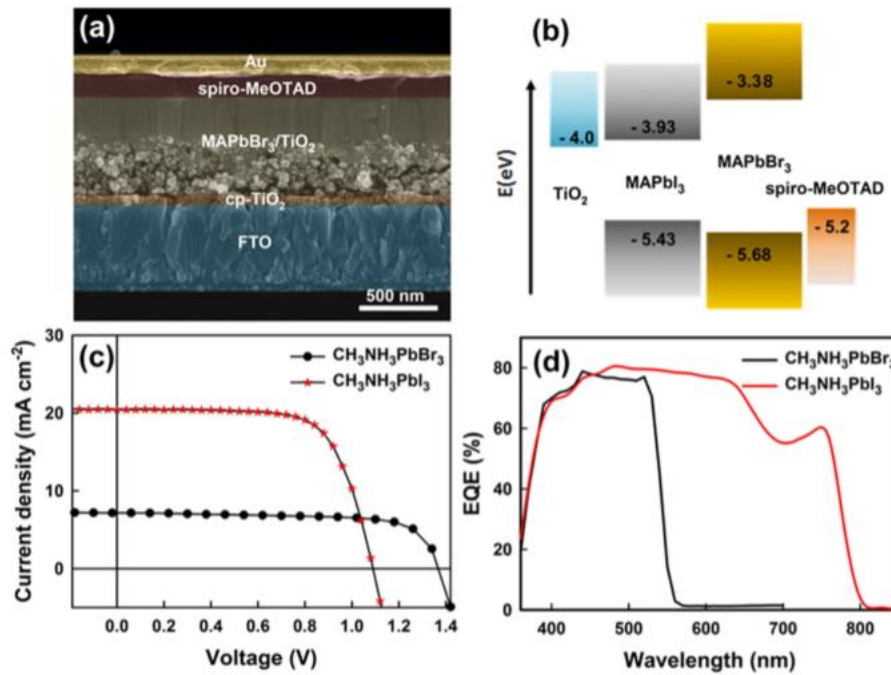 (a)
Au
spiro-MeOTAD
MAPbBr₃/TiO₂
cp-TiO₂
FTO
500 nm
(b)
E(eV)
- 4.0
TiO₂
- 3.93
MAPbI₃
- 5.43
- 3.38
MAPbBr₃
- 5.68
spiro-MeOTAD
- 5.2
(c)
CH₃NH₃PbBr₃
CH₃NH₃PbI₃
Current density (mA cm⁻²)
30
20
10
0
0.0 0.2 0.4 0.6 0.8 1.0 1.2 1.4
Voltage (V)
(d)
CH₃NH₃PbBr₃
CH₃NH₃PbI₃
EQE (%)
80
60
40
20
0
400 500 600 700 800
Wavelength (nm)